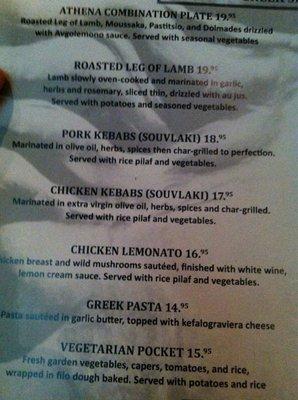 ATHENA COMBINATION PLATE 19.95
Roasted Leg of Lamb, Moussaka, Pastitsio, and Dolmades drizzled
with Avgolemono sauce. Served with seasonal vegetables
ROASTED LEG OF LAMB 19.95
Lamb slowly oven-cooked and marinated in garlic,
herbs and rosemary, sliced thin, drizzled with au jus.
Served with potatoes and seasoned vegetables.
PORK KEBABS (SOUVLAKI) 18.95
Marinated in olive oil, herbs, spices then char-grilled to perfection.
Served with rice pilaf and vegetables.
CHICKEN KEBABS (SOUVLAKI) 17.95
Marinated in extra virgin olive oil, herbs, spices and char-grilled.
Served with rice pilaf and vegetables.
CHICKEN LEMONATO 16.95
hicken breast and wild mushrooms sautéed, finished with white wine,
lemon cream sauce. Served with rice pilaf and vegetables.
GREEK PASTA 14.95
Pasta sautéed in garlic butter, topped with kefalograviera cheese
VEGETARIAN POCKET 15.95
Fresh garden vegetables, capers, tomatoes, and rice,
wrapped in filo dough baked. Served with potatoes and rice